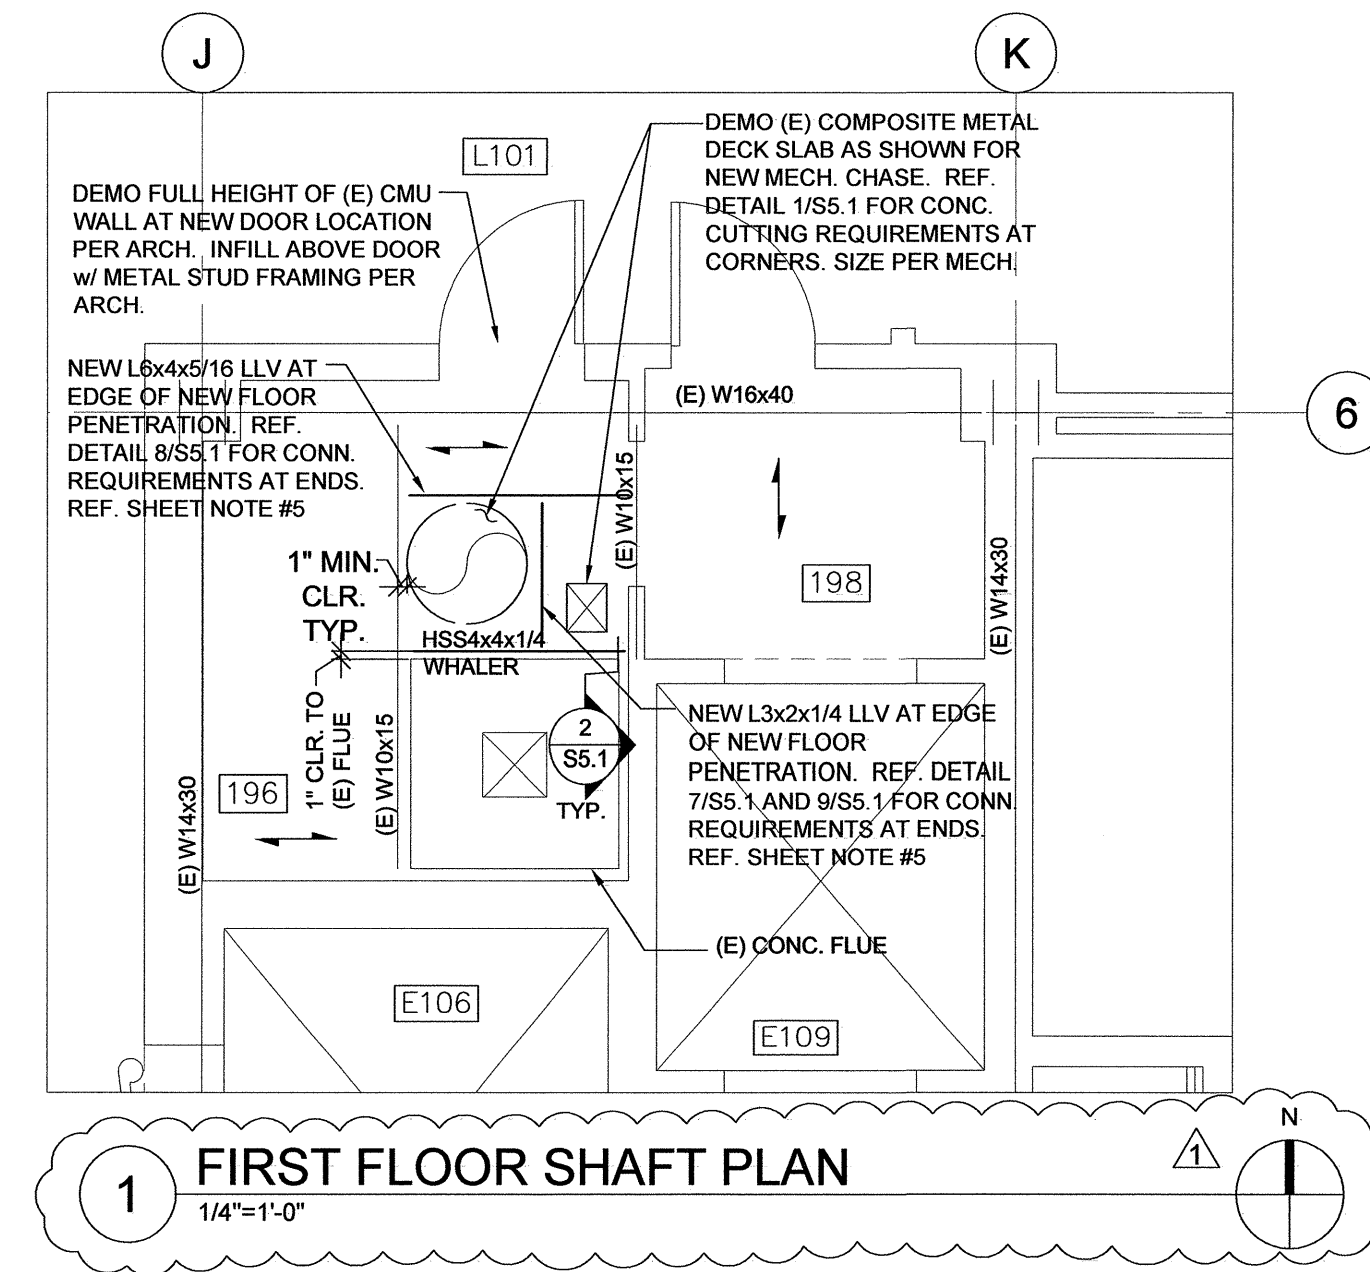 J
K
L101
DEMO (E) COMPOSITE METAL
DECK SLAB AS SHOWN FOR
NEW MECH. CHASE. REF.
DETAIL 1/S5.1 FOR CONC.
CUTTING REQUIREMENTS AT
CORNERS. SIZE PER MECH.
DEMO FULL HEIGHT OF (E) CMU
WALL AT NEW DOOR LOCATION
PER ARCH. INFILL ABOVE DOOR
w/ METAL STUD FRAMING PER
ARCH.
NEW L6x4x5/16 LLV AT
EDGE OF NEW FLOOR
PENETRATION. REF.
DETAIL 8/S5.1 FOR CONN.
REQUIREMENTS AT ENDS.
REF. SHEET NOTE #5
(E) W16x40
6
(E) W10x15
1" MIN.
CLR.
TYP.
198
(E) W14x30
HSS4x4x1/4
WHALER
1" CLR. TO
(E) FLUE
(E) W10x15
2
S5.1
TYP.
NEW L3x2x1/4 LLV AT EDGE
OF NEW FLOOR
PENETRATION. REF. DETAIL
7/S5.1 AND 9/S5.1 FOR CONN.
REQUIREMENTS AT ENDS.
REF. SHEET NOTE #5
196
(E) W14x30
(E) CONC. FLUE
E106
E109
1
FIRST FLOOR SHAFT PLAN
1/4"=1'-0"
1
N